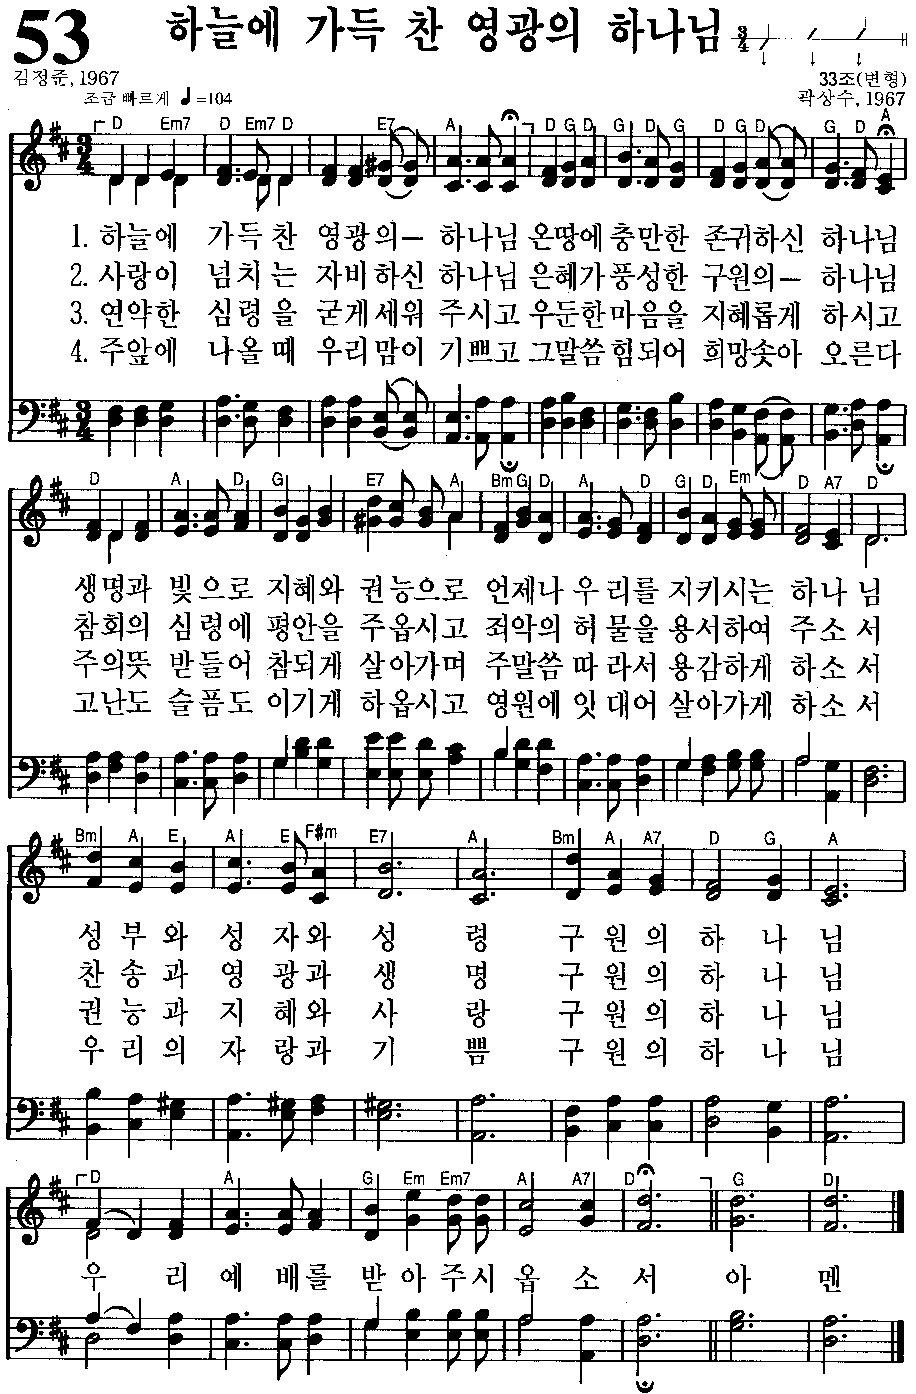 53 하늘에 가득 찬 영광의 하나님 3/4
김정준, 1967 33조(변형)
조금 빠르게 ♩=104 곽상수, 1967
D Em7 D Em7 D E7 A D G D G D G D G D G D A
1. 하늘에 가득 찬 영광의- 하나님 온땅에 충만한 존귀하신 하나님
2. 사랑이 넘치는 자비하신 하나님 은혜가 풍성한 구원의- 하나님
3. 연약한 심령을 굳게세워 주시고 우둔한 마음을 지혜롭게 하시고
4. 주앞에 나올때 우리맘이 기쁘고 그말씀 힘되어 희망솟아 오른다
D A D G E7 A Bm G D A D G D Em D A7 D
생명과 빛으로 지혜와 권능으로 언제나 우리를 지키시는 하나님
참회의 심령에 평안을 주옵시고 죄악의 허물을 용서하여 주소서
주의뜻 받들어 참되게 살아가며 주말씀 따라서 용감하게 하소서
고난도 슬픔도 이기게 하옵시고 영원에 잇대어 살아가게 하소서
Bm A E A E F#m E7 A Bm A A7 D G A
성부와 성자와 성령 구원의 하나님
찬송과 영광과 생명 구원의 하나님
권능과 지혜와 사랑 구원의 하나님
우리의 자랑과 기쁨 구원의 하나님
D A G Em Em7 A A7 D G D
우리예배를 받아주시옵소서 아멘